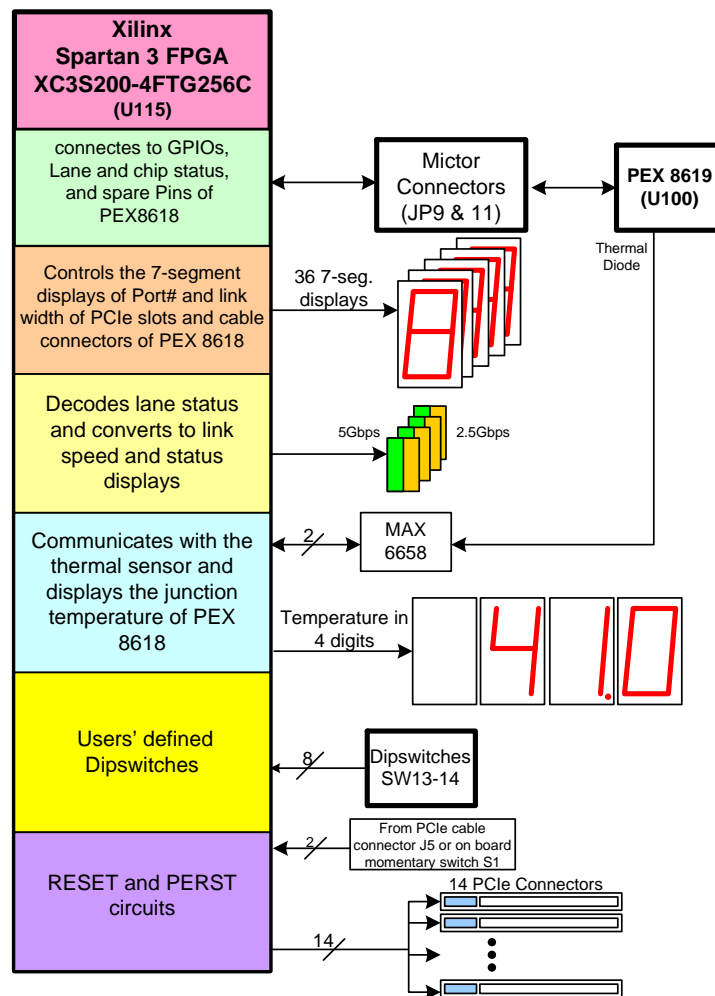 Xilinx
Spartan 3 FPGA
XC3S200-4FTG256C
(U115)
connectes to GPIOs,
Lane and chip status,
and spare Pins of
PEX8618
Mictor
Connectors
(JP9 & 11)
PEX 8619
(U100)
Thermal
Diode
Controls the 7-segment
displays of Port# and link
width of PCIe slots and cable
connectors of PEX 8618
36 7-seg.
displays
Decodes lane status
and converts to link
speed and status
displays
5Gbps
2.5Gbps
Communicates with the
thermal sensor and
displays the junction
temperature of PEX
8618
2
MAX
6658
Temperature in
4 digits
41.0
Users' defined
Dipswitches
8
Dipswitches
SW13-14
RESET and PERST
circuits
2
From PCIe cable
connector J5 or on board
momentary switch S1
14 PCIe Connectors
14